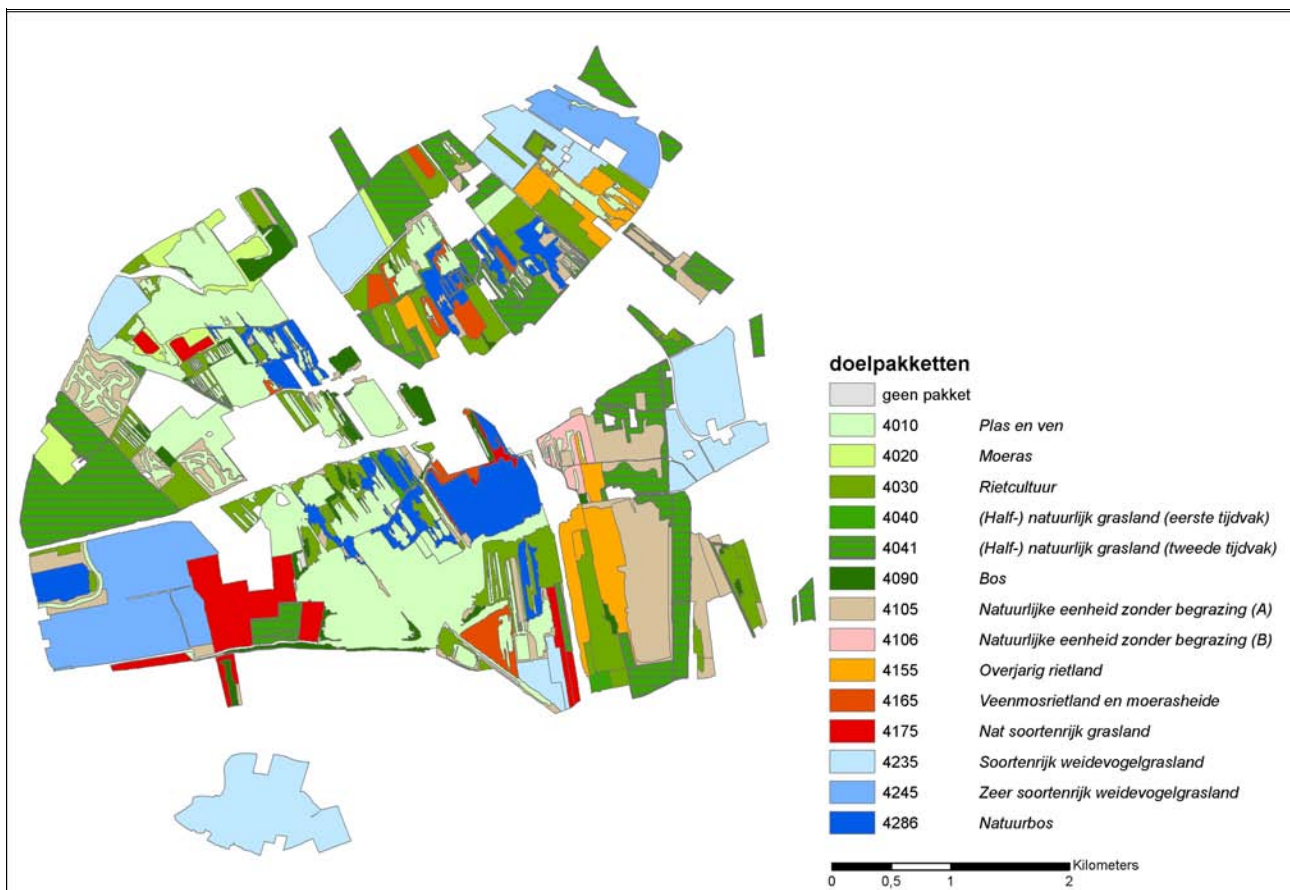 doelpakketten
geen pakket
4010 Plas en ven
4020 Moeras
4030 Rietcultuur
4040 (Half-) natuurlijk grasland (eerste tijdvak)
4041 (Half-) natuurlijk grasland (tweede tijdvak)
4090 Bos
4105 Natuurlijke eenheid zonder begrazing (A)
4106 Natuurlijke eenheid zonder begrazing (B)
4155 Overjarig rietland
4165 Veenmosrietland en moerasheide
4175 Nat soortenrijk grasland
4235 Soortenrijk weidevogelgrasland
4245 Zeer soortenrijk weidevogelgrasland
4286 Natuurbos
Kilometers
0 0,5 1 2